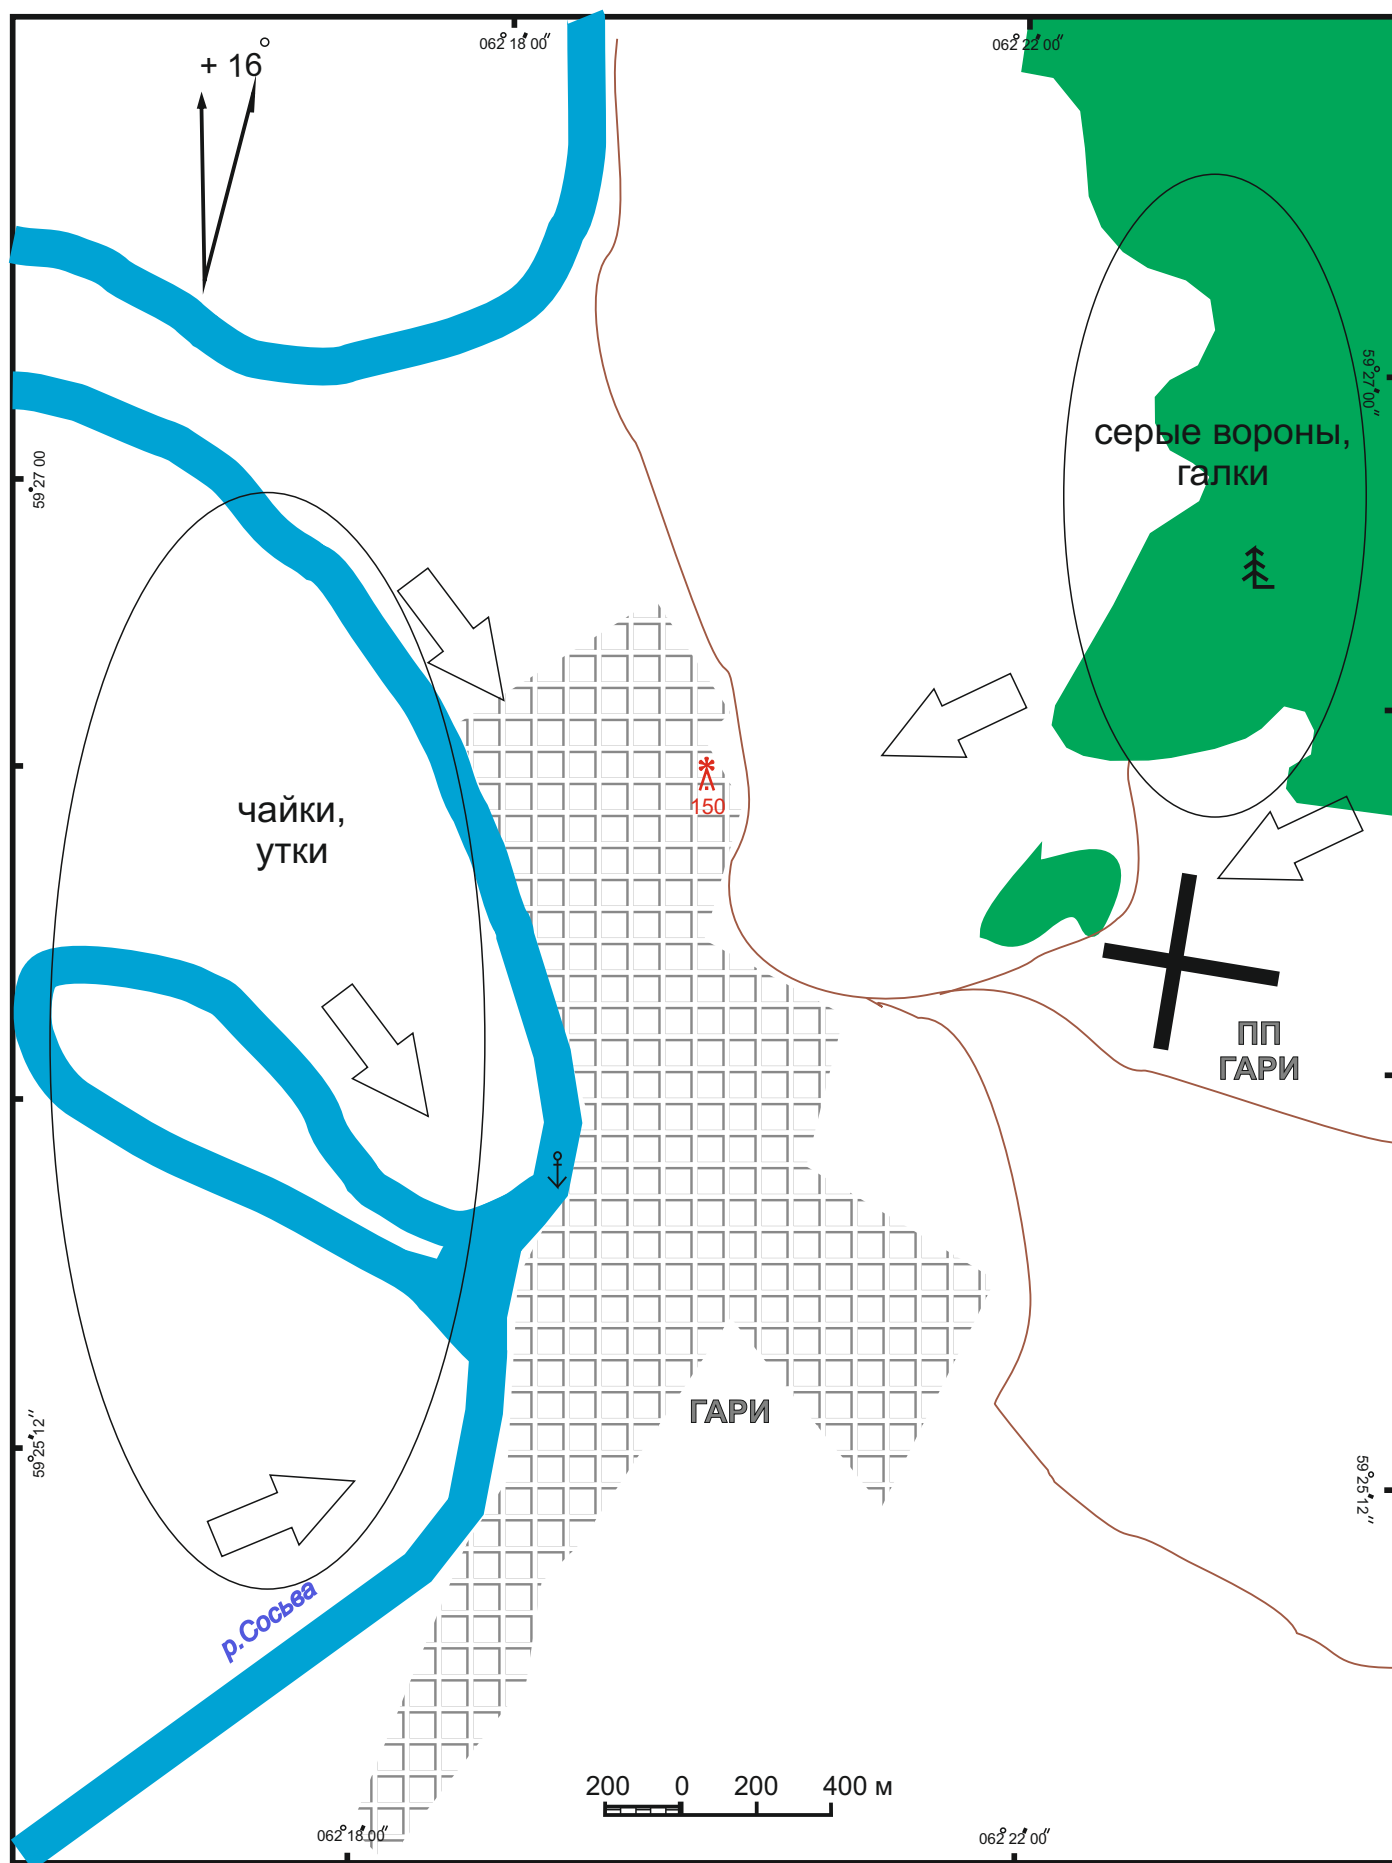 062°18'00"
062°22'00"
+ 16°
59°27'00"
серые вороны,
галки
59°27'00
150
чайки,
утки
ПП
ГАРИ
ГАРИ
59°25'12"
59°25'12"
р.Сосьва
200 0 200 400 м
062°18'00"
062°22'00"